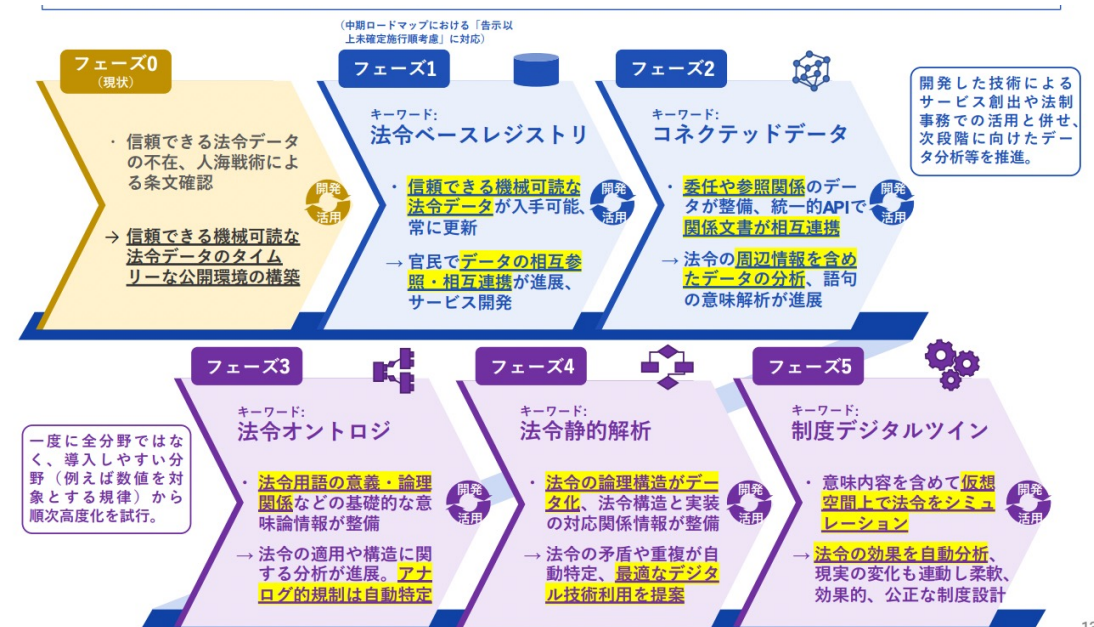 (中期ロードマップにおける「告示以
上未確定施行順考慮」に対応)
フェーズ0
(現状)
・ 信頼できる法令データ
の不在、人海戦術によ
る条文確認
→ 信頼できる機械可読な
法令データのタイム
リーな公開環境の構築
開発
活用
フェーズ1
キーワード:
法令ベースレジストリ
・ 信頼できる機械可読な
法令データが入手可能、
常に更新
→ 官民でデータの相互参
照・相互連携が進展、
サービス開発
開発
活用
フェーズ2
キーワード:
コネクテッドデータ
・ 委任や参照関係のデー
タが整備、統一的APIで
関係文書が相互連携
→ 法令の周辺情報を含め
たデータの分析、語句
の意味解析が進展
開発
活用
開発した技術による
サービス創出や法制
事務での活用と併せ、
次段階に向けたデー
タ分析等を推進。
一度に全分野ではな
く、導入しやすい分
野(例えば数値を対
象とする規律)から
順次高度化を試行。
フェーズ3
キーワード:
法令オントロジ
・ 法令用語の意義・論理
関係などの基礎的な意
味論情報が整備
→ 法令の適用や構造に関
する分析が進展。アナ
ログ的規制は自動特定
開発
活用
フェーズ4
キーワード:
法令静的解析
・ 法令の論理構造がデー
タ化、法令構造と実装
の対応関係情報が整備
→ 法令の矛盾や重複が自
動特定、最適なデジタ
ル技術利用を提案
開発
活用
フェーズ5
キーワード:
制度デジタルツイン
・ 意味内容を含めて仮想
空間上で法令をシミュ
レーション
→ 法令の効果を自動分析、
現実の変化も連動し柔軟、
効果的、公正な制度設計
開発
活用